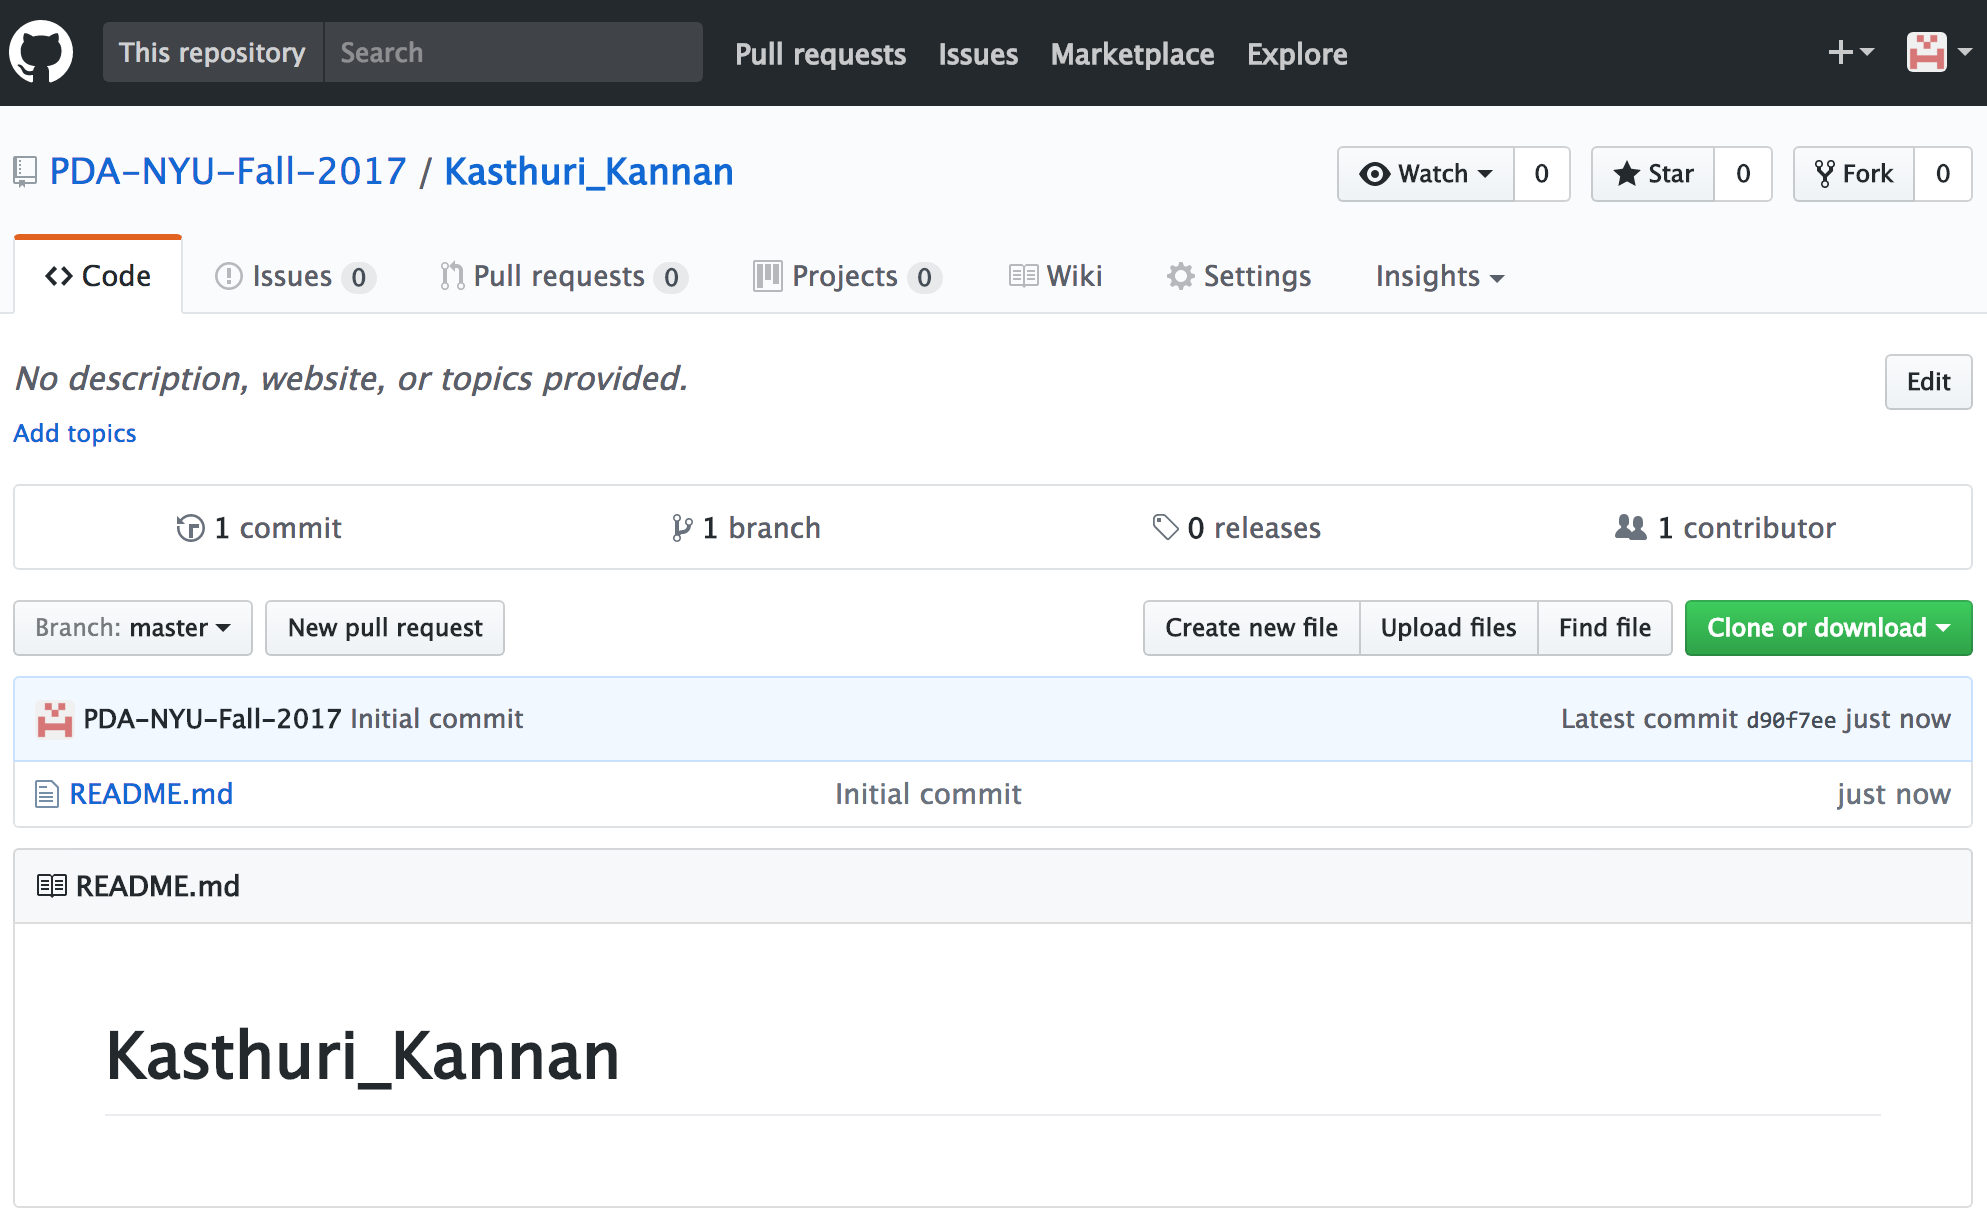 This repository Search Pull requests Issues Marketplace Explore
PDA-NYU-Fall-2017 / Kasthuri_Kannan Watch 0 Star 0 Fork 0
Code Issues 0 Pull requests 0 Projects 0 Wiki Settings Insights
No description, website, or topics provided. Edit
Add topics
1 commit 1 branch 0 releases 1 contributor
Branch: master New pull request Create new file Upload files Find file Clone or download
PDA-NYU-Fall-2017 Initial commit Latest commit d90f7ee just now
README.md Initial commit just now
README.md
Kasthuri_Kannan